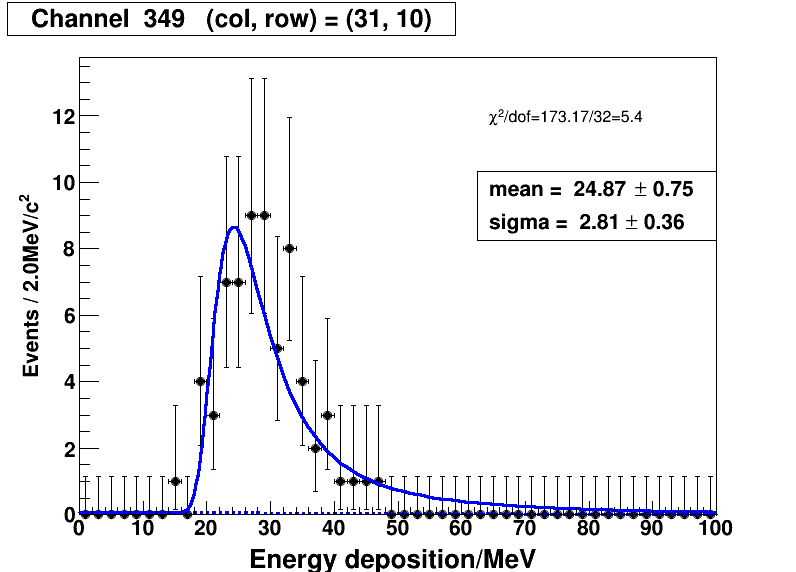 Channel 349 (col, row) = (31, 10)
χ²/dof=173.17/32=5.4
mean = 24.87 ± 0.75
sigma = 2.81 ± 0.36
Events / 2.0MeV/c²
12
10
8
6
4
2
0
0 10 20 30 40 50 60 70 80 90 100
Energy deposition/MeV